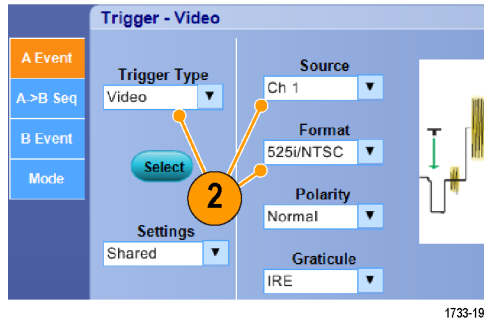 Trigger - Video
A Event
A->B Seq
B Event
Mode
Trigger Type
Video
Select
Settings
Shared
2
Source
Ch 1
Format
525i/NTSC
Polarity
Normal
Graticule
IRE
T
1733-19